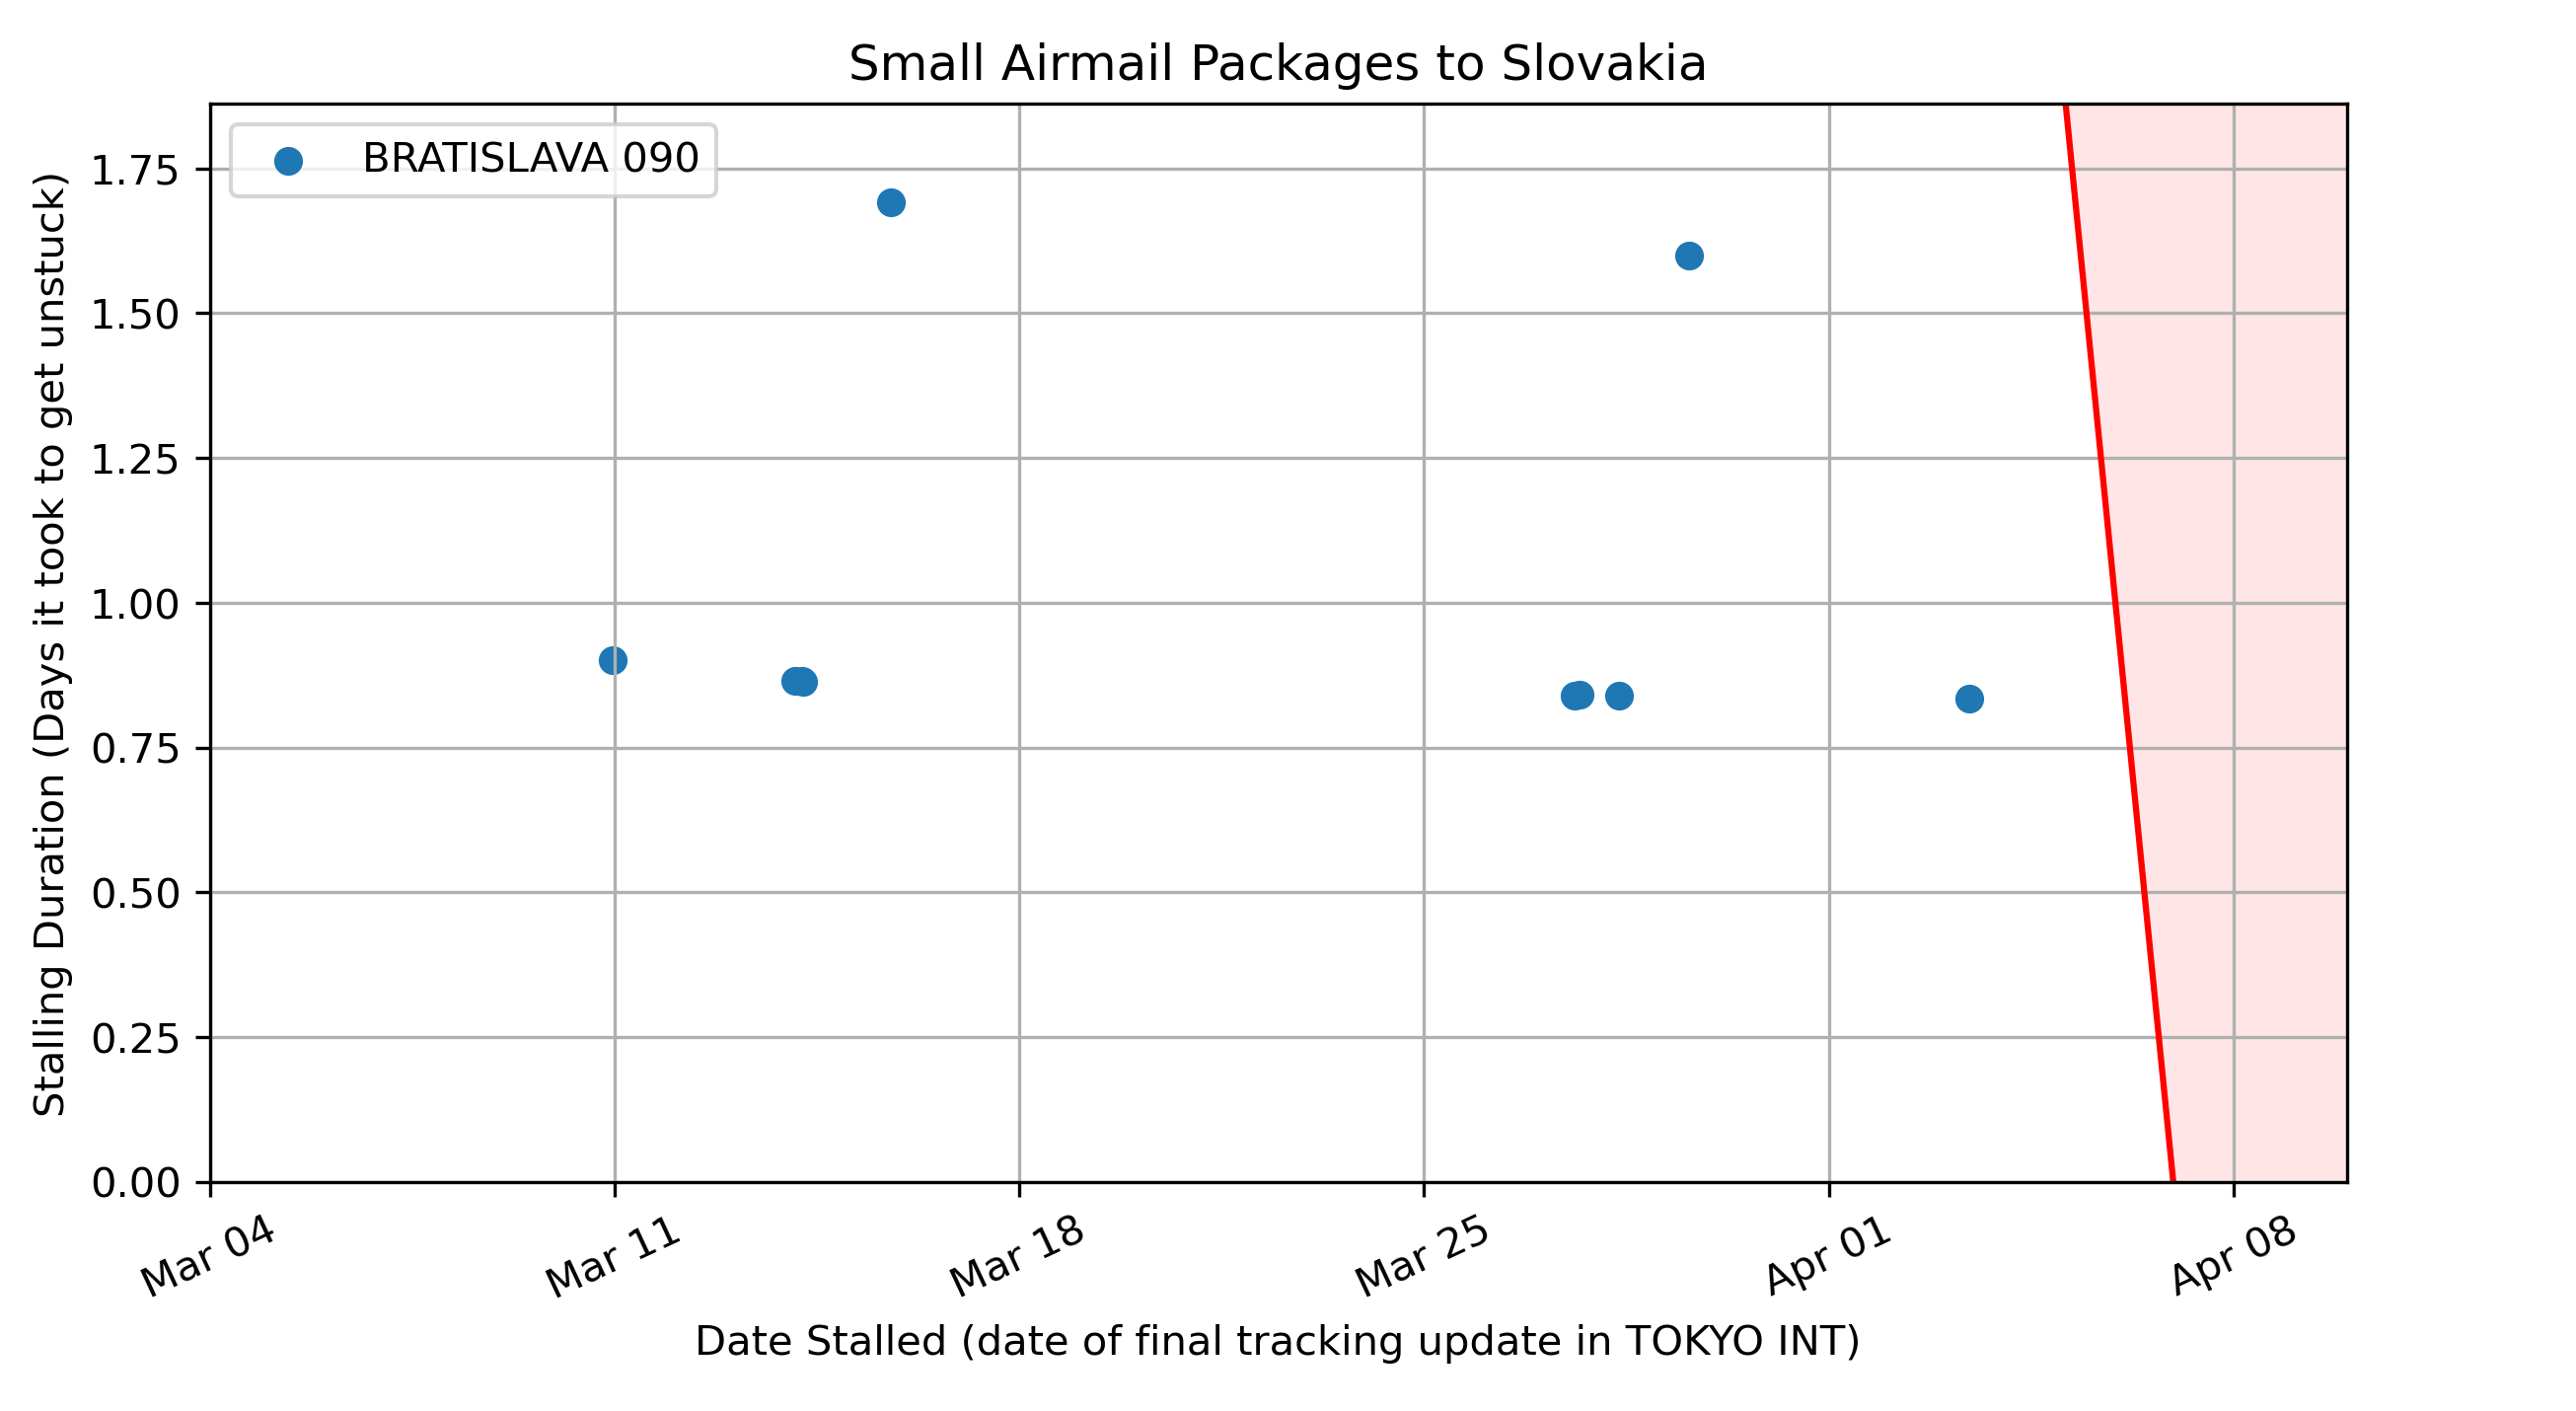 Small Airmail Packages to Slovakia
BRATISLAVA 090
Stalling Duration (Days it took to get unstuck)
1.75
1.50
1.25
1.00
0.75
0.50
0.25
0.00
Mar 04
Mar 11
Mar 18
Mar 25
Apr 01
Apr 08
Date Stalled (date of final tracking update in TOKYO INT)